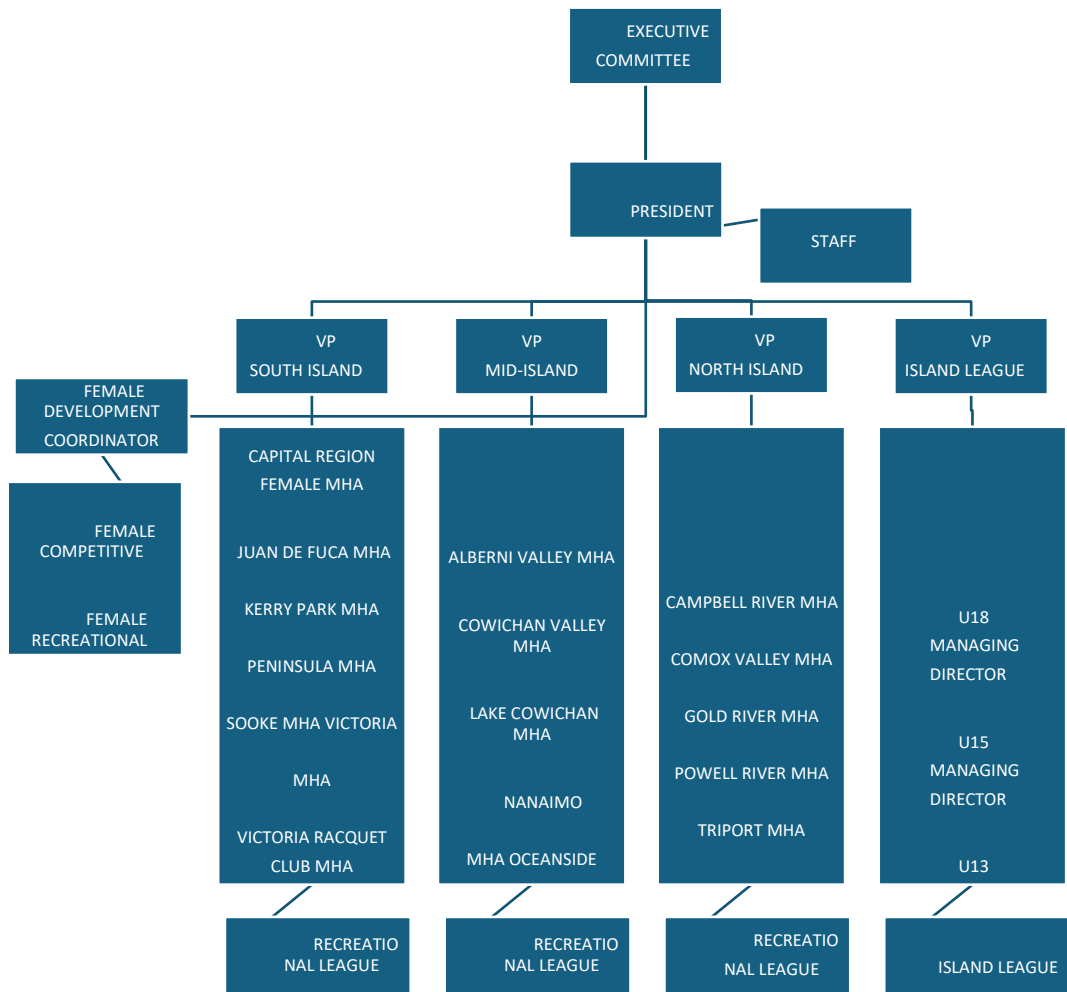 EXECUTIVE
COMMITTEE
PRESIDENT
STAFF
VP
SOUTH ISLAND
VP
MID-ISLAND
VP
NORTH ISLAND
VP
ISLAND LEAGUE
FEMALE
DEVELOPMENT
COORDINATOR
FEMALE
COMPETITIVE
FEMALE
RECREATIONAL
CAPITAL REGION
FEMALE MHA
JUAN DE FUCA MHA
KERRY PARK MHA
PENINSULA MHA
SOOKE MHA VICTORIA
MHA
VICTORIA RACQUET
CLUB MHA
ALBERNI VALLEY MHA
COWICHAN VALLEY
MHA
LAKE COWICHAN
MHA
NANAIMO
MHA OCEANSIDE
CAMPBELL RIVER MHA
COMOX VALLEY MHA
GOLD RIVER MHA
POWELL RIVER MHA
TRIPORT MHA
U18
MANAGING
DIRECTOR
U15
MANAGING
DIRECTOR
U13
RECREATIO
NAL LEAGUE
RECREATIO
NAL LEAGUE
RECREATIO
NAL LEAGUE
ISLAND LEAGUE